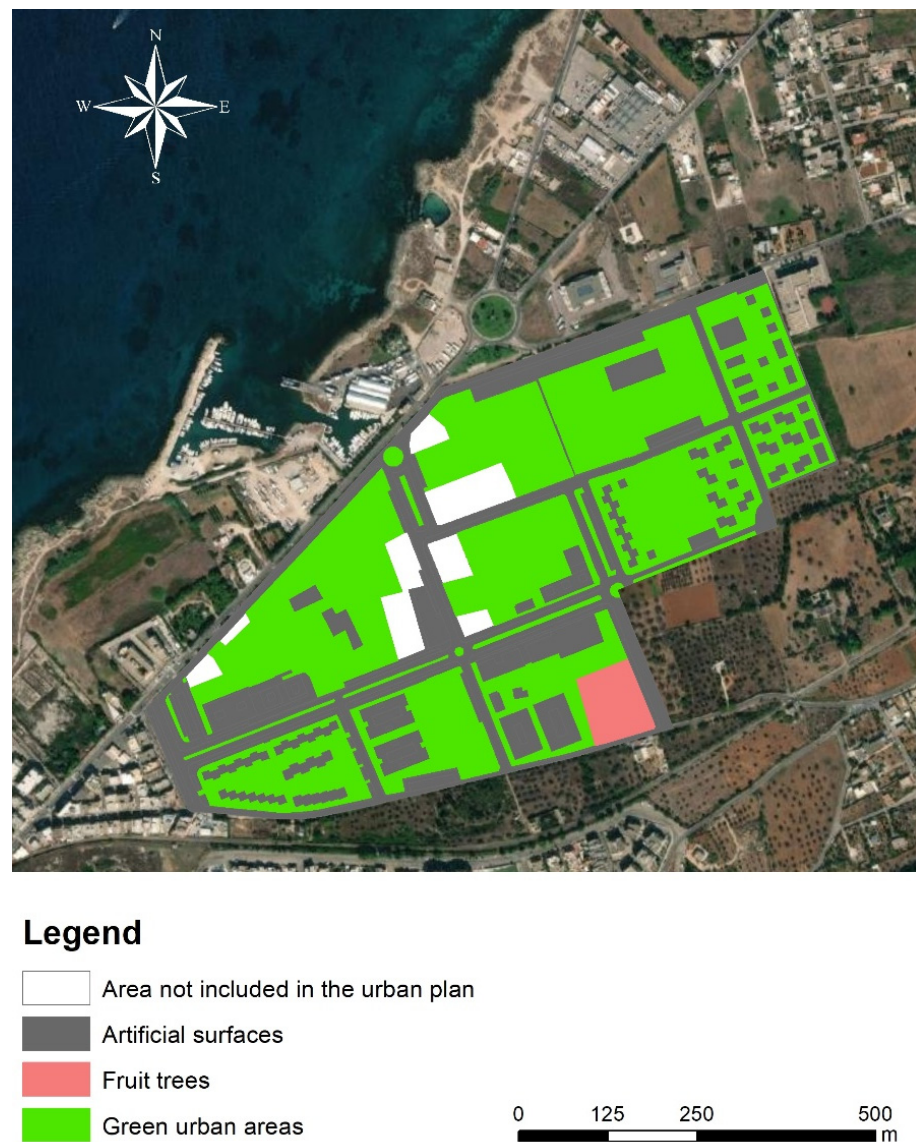 N
W E
S
Legend
Area not included in the urban plan
Artificial surfaces
Fruit trees
Green urban areas
0 125 250 500
m